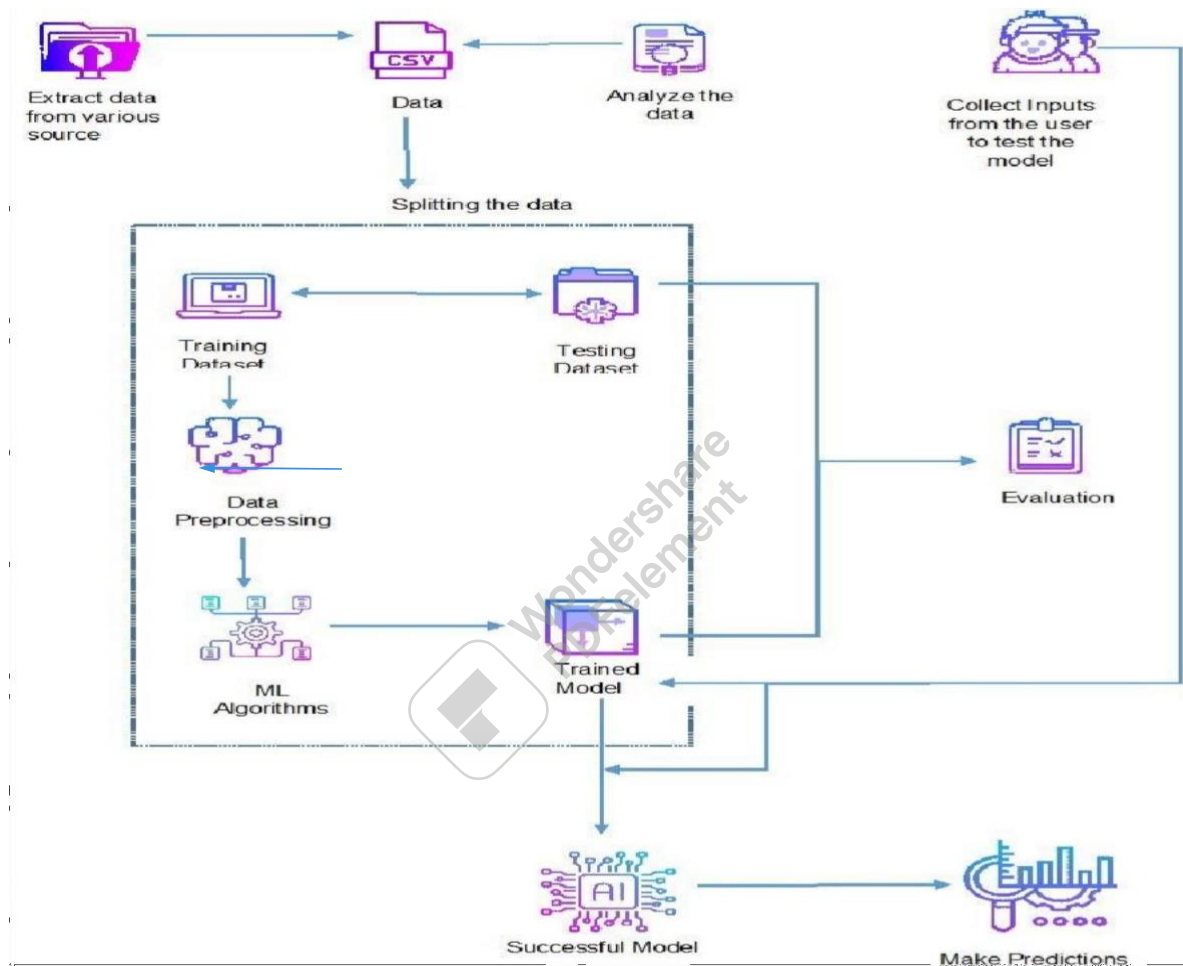 Extract data
from various
source
CSV
Data
Analyze the
data
Collect Inputs
from the user
to test the
model
Splitting the data
Training
Dataset
Testing
Dataset
Data
Preprocessing
Evaluation
ML
Algorithms
Trained
Model
Wondershare
PDFelement
AI
Successful Model
Make Predictions